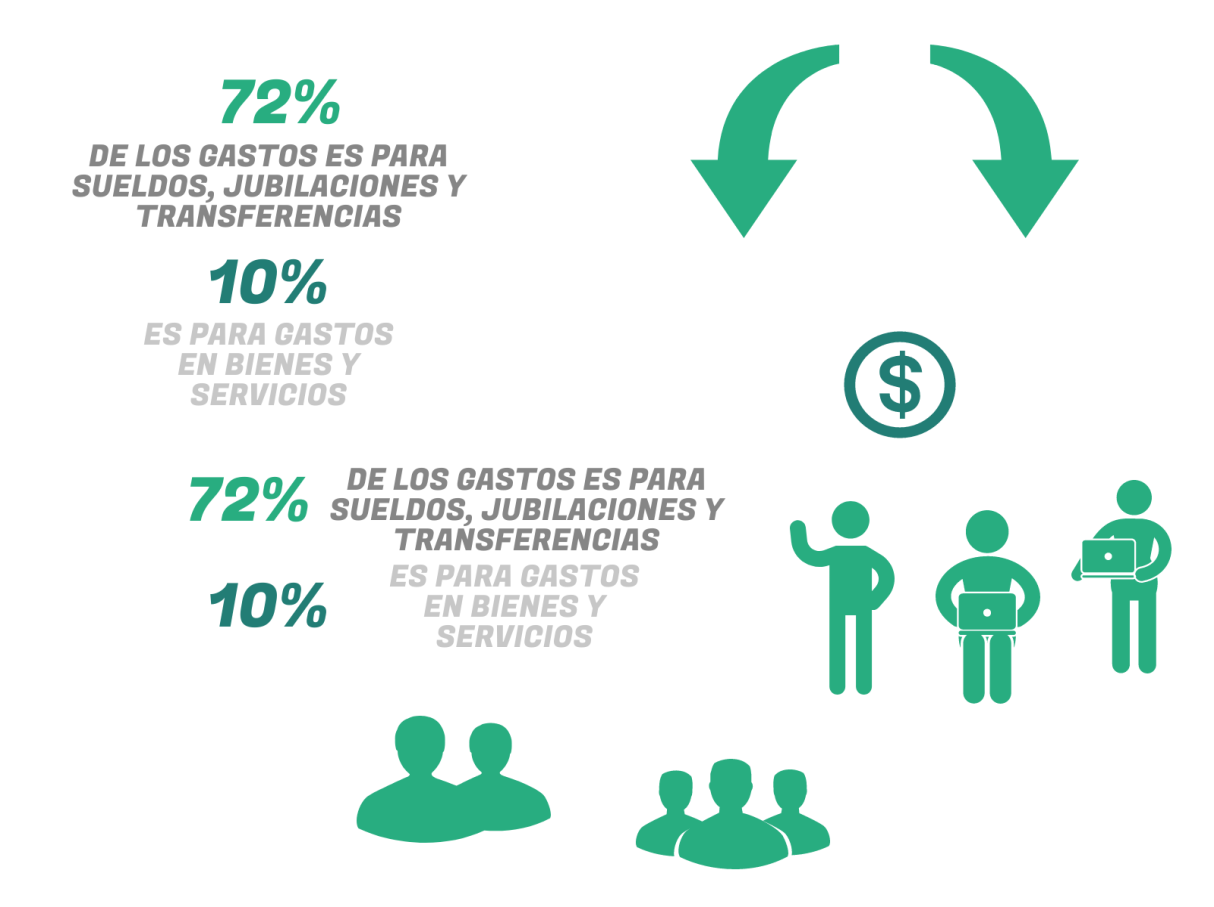 72%
DE LOS GASTOS ES PARA
SUELDOS, JUBILACIONES Y
TRANSFERENCIAS
10%
ES PARA GASTOS
EN BIENES Y
SERVICIOS
$
72%
DE LOS GASTOS ES PARA
SUELDOS, JUBILACIONES Y
TRANSFERENCIAS
10%
ES PARA GASTOS
EN BIENES Y
SERVICIOS